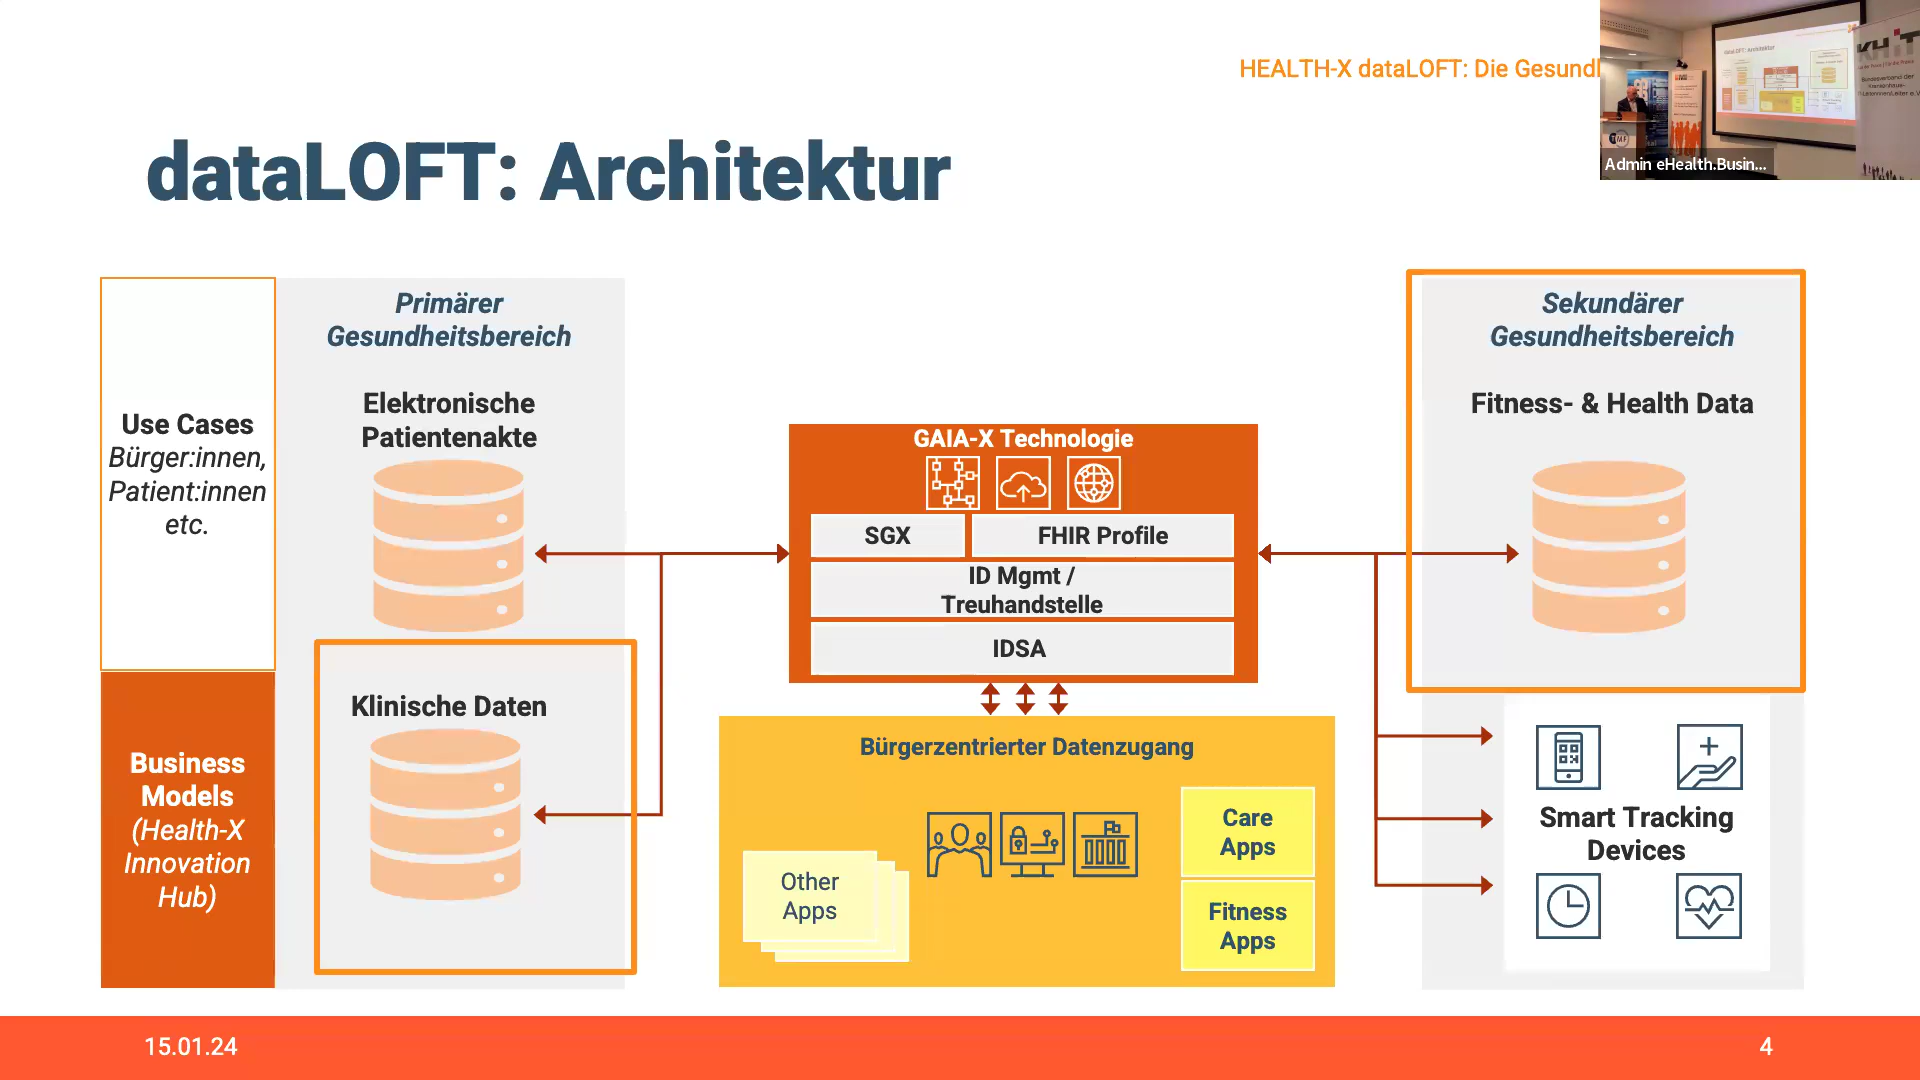 HEALTH-X dataLOFT: Die Gesund
Admin eHealth.Busin...
dataLOFT: Architektur
Use Cases
Bürger:innen,
Patient:innen
etc.
Business
Models
(Health-X
Innovation
Hub)
Primärer
Gesundheitsbereich
Elektronische
Patientenakte
Klinische Daten
GAIA-X Technologie
SGX
FHIR Profile
ID Mgmt /
Treuhandstelle
IDSA
Bürgerzentrierter Datenzugang
Other
Apps
Care
Apps
Fitness
Apps
Sekundärer
Gesundheitsbereich
Fitness- & Health Data
Smart Tracking
Devices
15.01.24
4